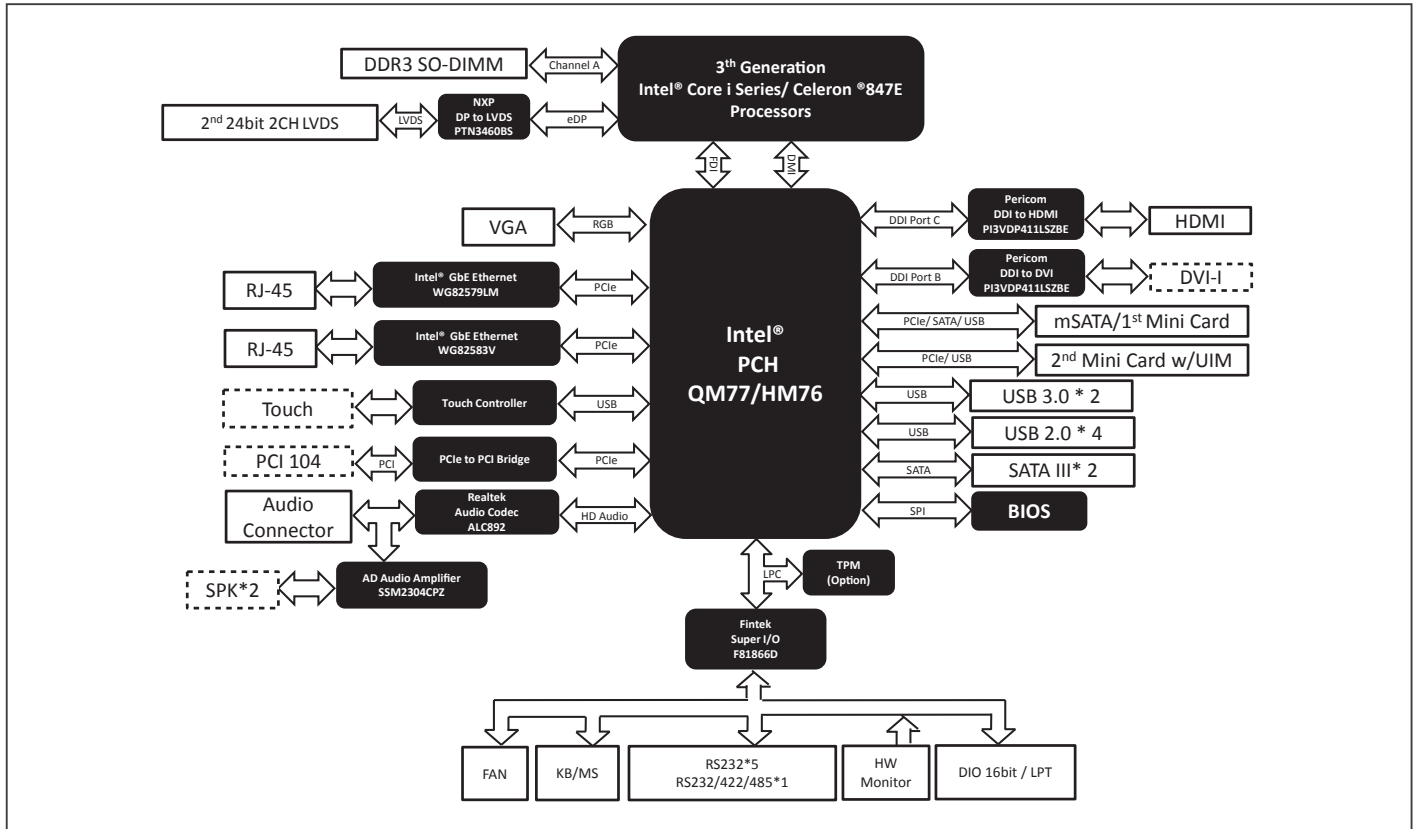 DDR3 SO-DIMM
Channel A
3th Generation
Intel® Core i Series/ Celeron ®847E
Processors
2nd 24bit 2CH LVDS
LVDS
NXP
DP to LVDS
PTN3460BS
eDP
FDI
DMI
VGA
RGB
Intel®
PCH
QM77/HM76
DDI Port C
Pericom
DDI to HDMI
PI3VDP411LSZBE
HDMI
RJ-45
Intel® GbE Ethernet
WG82579LM
PCIe
DDI Port B
Pericom
DDI to DVI
PI3VDP411LSZBE
DVI-I
RJ-45
Intel® GbE Ethernet
WG82583V
PCIe
PCIe/ SATA/ USB
mSATA/1st Mini Card
PCIe/ USB
2nd Mini Card w/UIM
Touch
Touch Controller
USB
USB
USB 3.0 * 2
USB
USB 2.0 * 4
PCI 104
PCI
PCIe to PCI Bridge
PCIe
SATA
SATA III* 2
Audio
Connector
Realtek
Audio Codec
ALC892
HD Audio
SPI
BIOS
SPK*2
AD Audio Amplifier
SSM2304CPZ
LPC
TPM
(Option)
Fintek
Super I/O
F81866D
FAN
KB/MS
RS232*5
RS232/422/485*1
HW
Monitor
DIO 16bit / LPT